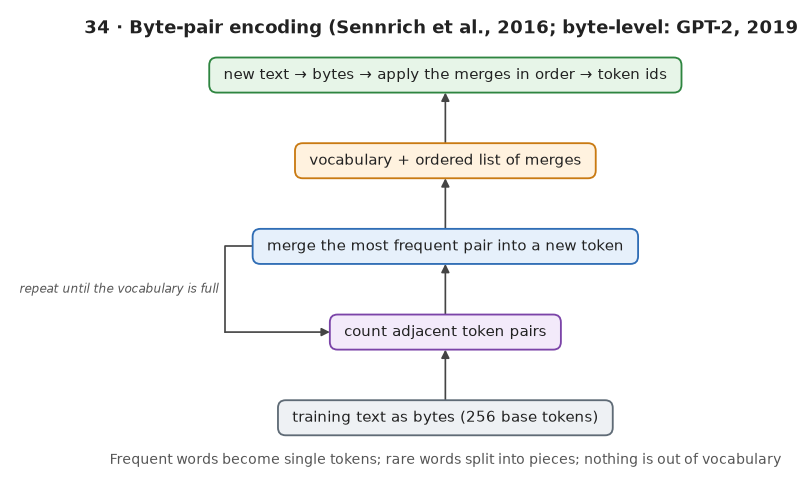 34 · Byte-pair encoding (Sennrich et al., 2016; byte-level: GPT-2, 2019
new text → bytes → apply the merges in order → token ids
vocabulary + ordered list of merges
merge the most frequent pair into a new token
repeat until the vocabulary is full
count adjacent token pairs
training text as bytes (256 base tokens)
Frequent words become single tokens; rare words split into pieces; nothing is out of vocabulary